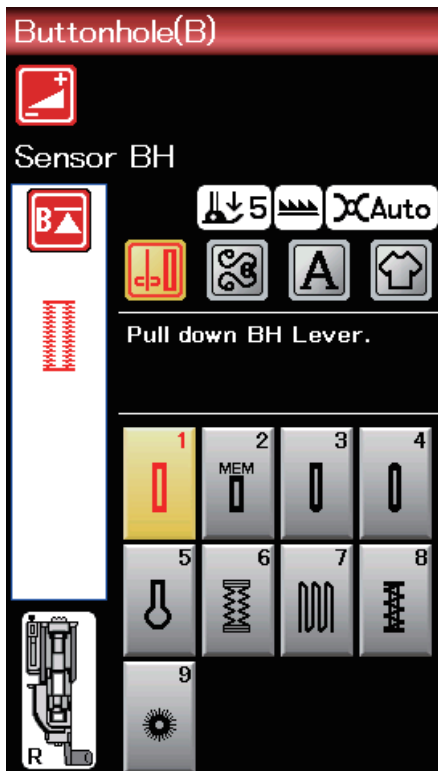 Buttonhole(B)
Sensor BH
B
5
Auto
A
Pull down BH Lever.
1
2
3
4
MEM
5
6
7
8
9
R